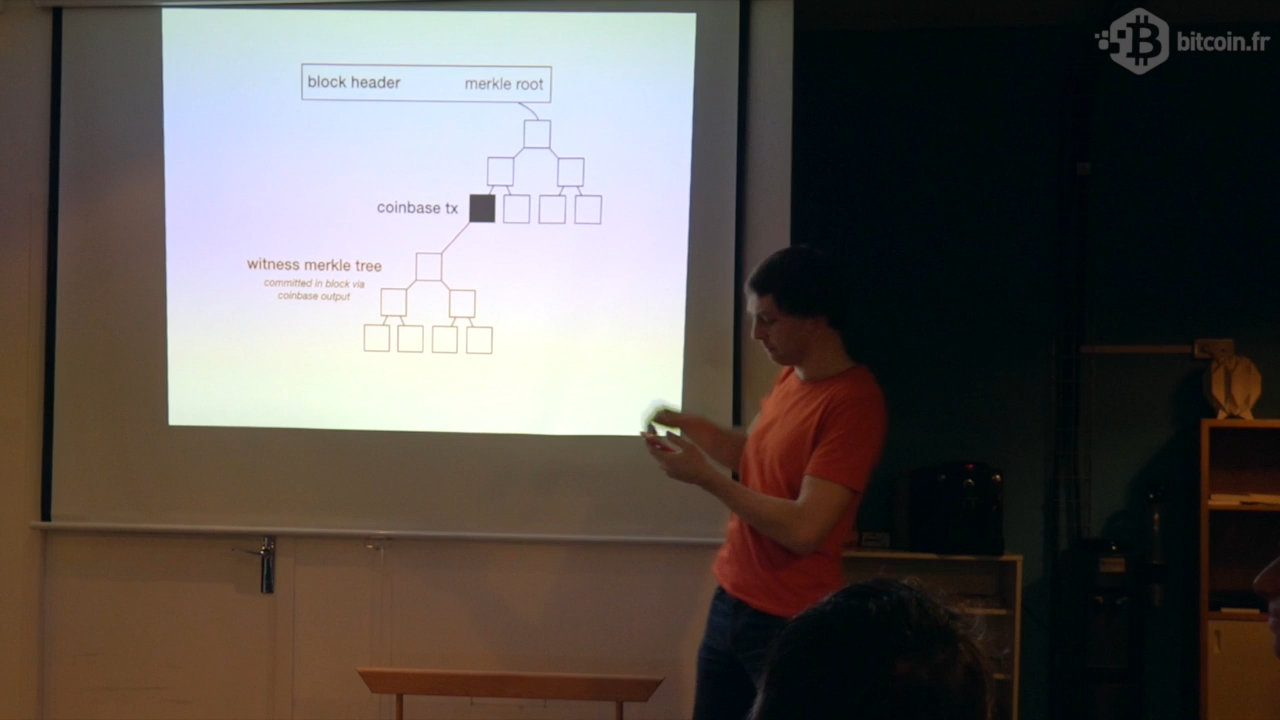 bitcoin.fr
block header merkle root
coinbase tx
witness merkle tree
committed in block via
coinbase output